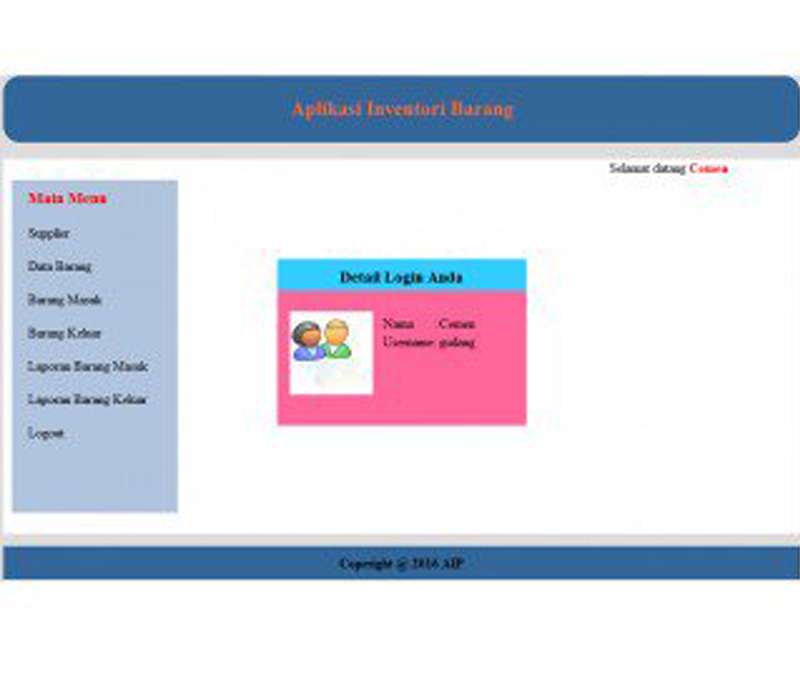 Aplikasi Inventori Barang
Selamat datang Cemen
Main Menu
Supplier
Data Barang
Barang Masuk
Barang Keluar
Laporan Barang Masuk
Laporan Barang Keluar
Logout
Detail Login Anda
Nama Cemen
Username gudang
Copyright @ 2016 AIP